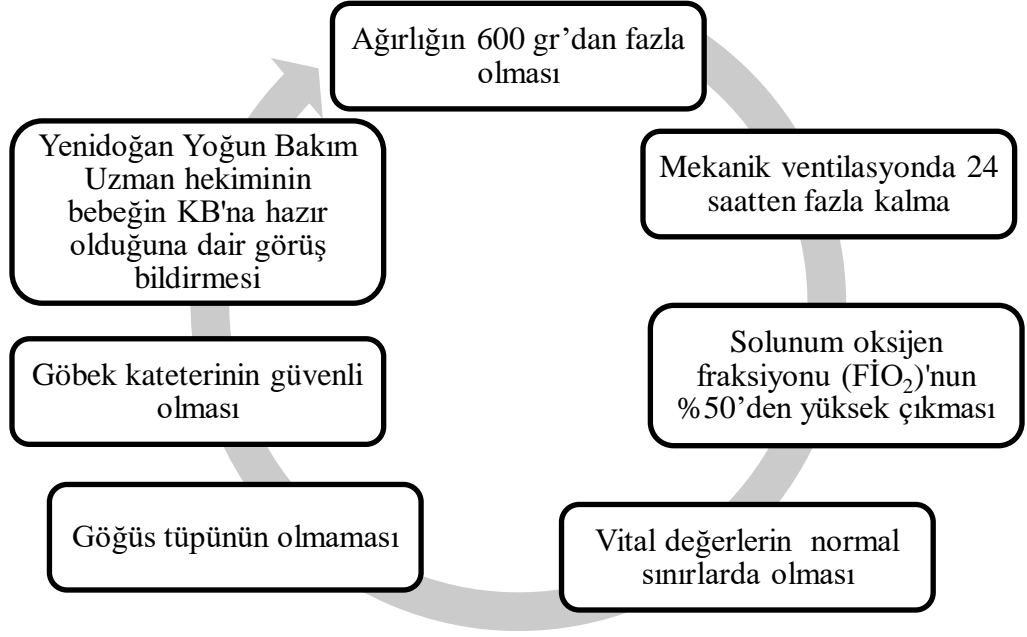 Ağırlığın 600 gr’dan fazla
olması
Mekanik ventilasyonda 24
saatten fazla kalma
Solunum oksijen
fraksiyonu (FİO₂)'nun
%50’den yüksek çıkması
Vital değerlerin normal
sınırlarda olması
Göğüs tüpünün olmaması
Göbek kateterinin güvenli
olması
Yenidoğan Yoğun Bakım
Uzman hekiminin
bebeğin KB'na hazır
olduğuna dair görüş
bildirmesi